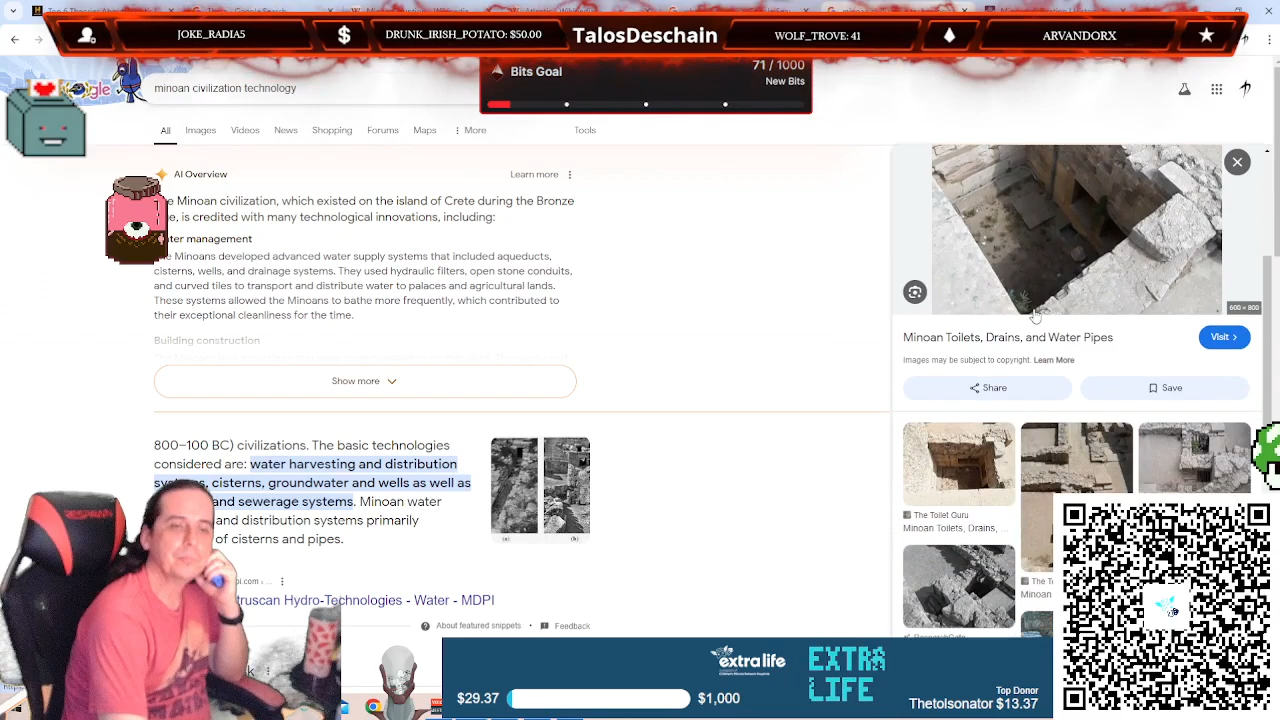 JOKE_RADIA5
DRUNK_IRISH_POTATO: $50.00
TalosDeschain
WOLF_TROVE: 41
ARVANDORX
Bits Goal
71 / 1000
New Bits
minoan civilization technology
All
Images
Videos
News
Shopping
Forums
Maps
More
Tools
AI Overview
Learn more
Minoan civilization, which existed on the island of Crete during the Bronze
is credited with many technological innovations, including:
management
Minoans developed advanced water supply systems that included aqueducts,
cisterns, wells, and drainage systems. They used hydraulic filters, open stone conduits,
and curved tiles to transport and distribute water to palaces and agricultural lands.
These systems allowed the Minoans to bathe more frequently, which contributed to
their exceptional cleanliness for the time.
Building construction
Show more
800–100 BC) civilizations. The basic technologies
considered are: water harvesting and distribution
cisterns, groundwater and wells as well as
and sewerage systems. Minoan water
and distribution systems primarily
of cisterns and pipes.
(a)
(b)
pi.com › ...
truscan Hydro-Technologies - Water - MDPI
About featured snippets
Feedback
600 × 800
Minoan Toilets, Drains, and Water Pipes
Visit
Images may be subject to copyright. Learn More
Share
Save
The Toilet Guru
Minoan Toilets, Drains, ...
The To
Minoan
extralife
EXTRA
LIFE
$29.37
$1,000
Top Donor
Thetolsonator $13.37